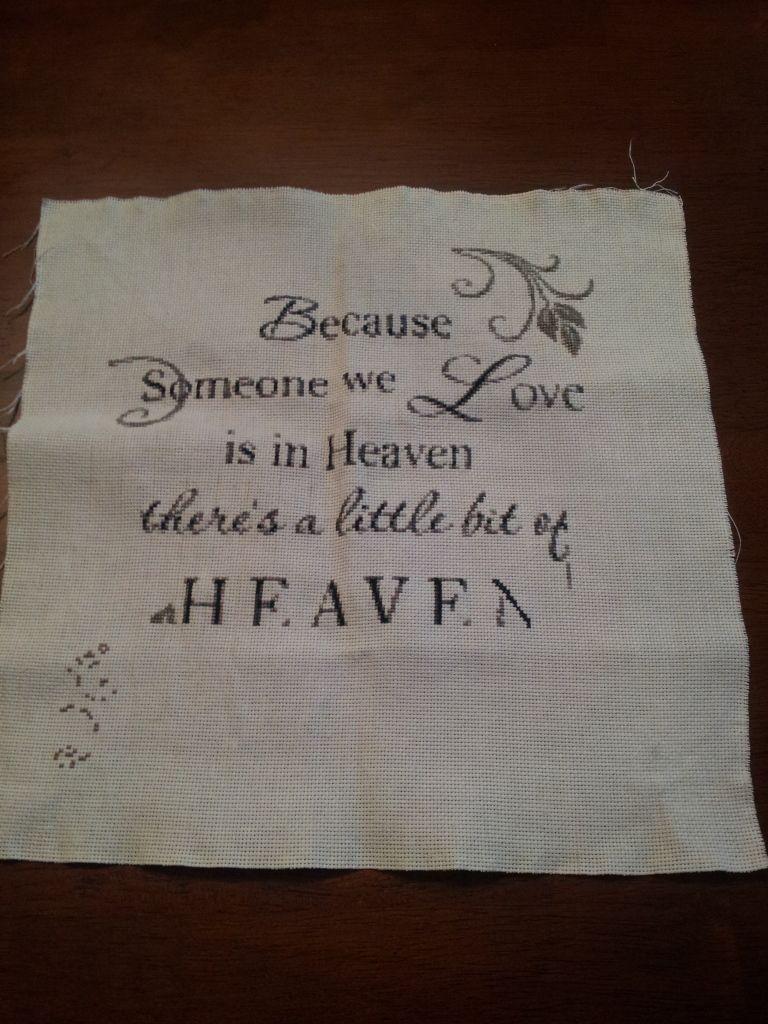 Because
Someone we Love
is in Heaven
there's a little bit of
HEAVEN